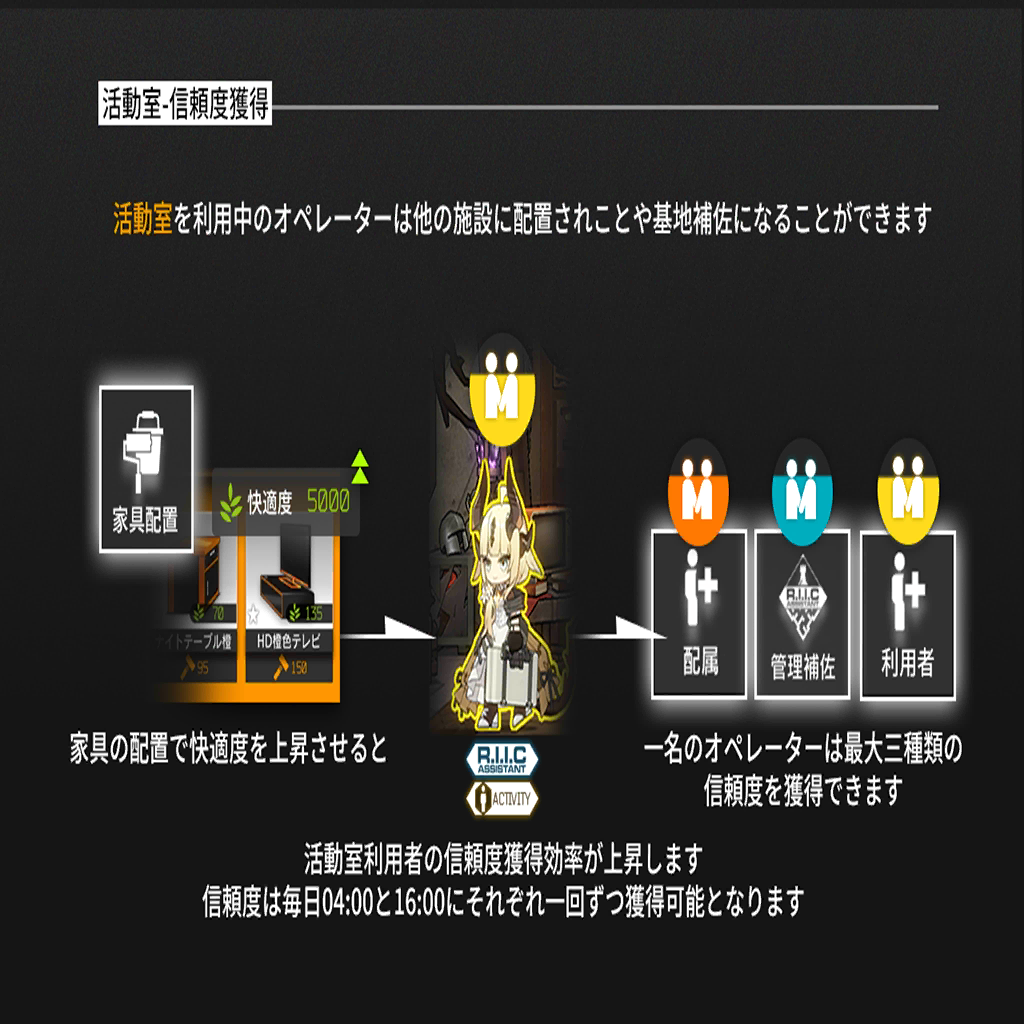 活動室-信頼度獲得
活動室を利用中のオペレーターは他の施設に配置されことや基地補佐になることができます
家具配置
快適度 5000
70
135
イトテーブル橙
HD橙色テレビ
95
150
R.I.I.C
ASSISTANT
ACTIVITY
配属
R.I.I.C
ASSISTANT
管理補佐
利用者
家具の配置で快適度を上昇させると
一名のオペレーターは最大三種類の
信頼度を獲得できます
活動室利用者の信頼度獲得効率が上昇します
信頼度は毎日04:00と16:00にそれぞれ一回ずつ獲得可能となります